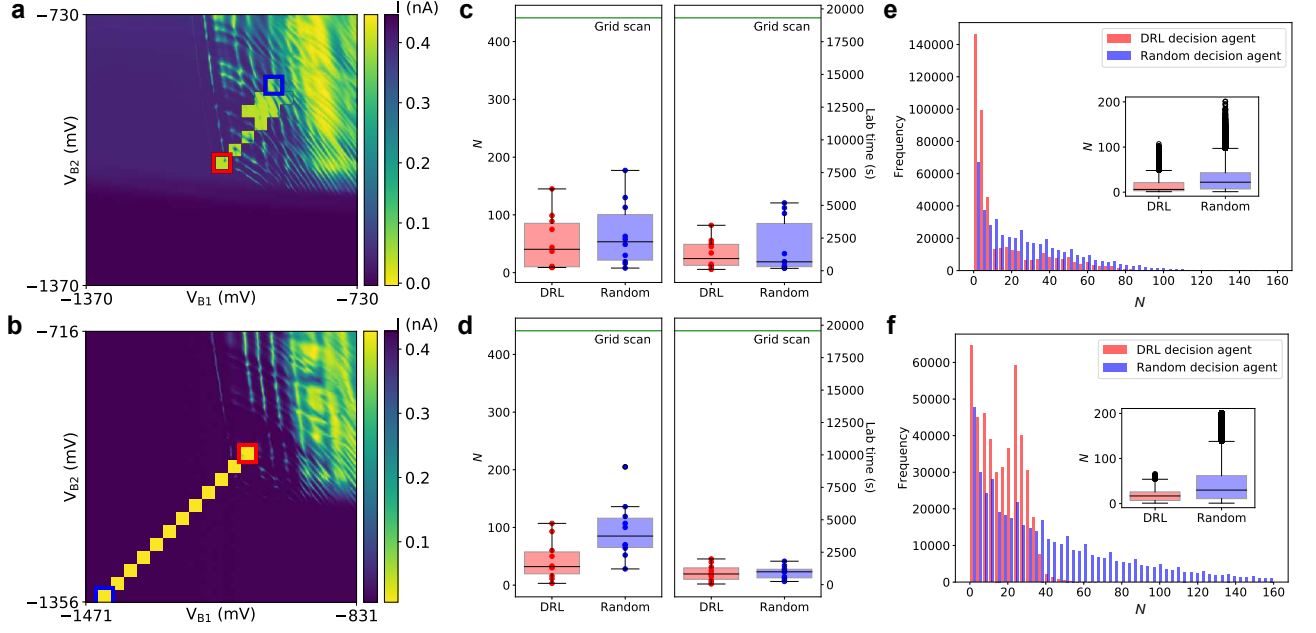 a
−730
I (nA)
0.4
0.3
0.2
0.1
0.0
V_B2 (mV)
−1370
−1370
V_B1 (mV)
−730
b
−716
I (nA)
0.4
0.3
0.2
0.1
V_B2 (mV)
−1356
−1471
V_B1 (mV)
−831
c
Grid scan
Grid scan
N
400
300
200
100
0
DRL
Random
DRL
Random
20000
17500
15000
12500
10000
7500
5000
2500
0
Lab time (s)
d
Grid scan
Grid scan
N
400
300
200
100
0
DRL
Random
DRL
Random
20000
17500
15000
12500
10000
7500
5000
2500
0
Lab time (s)
e
DRL decision agent
Random decision agent
Frequency
140000
120000
100000
80000
60000
40000
20000
0
0
20
40
60
80
100
120
140
160
N
N
200
100
0
DRL
Random
f
DRL decision agent
Random decision agent
Frequency
60000
50000
40000
30000
20000
10000
0
0
20
40
60
80
100
120
140
160
N
N
200
100
0
DRL
Random